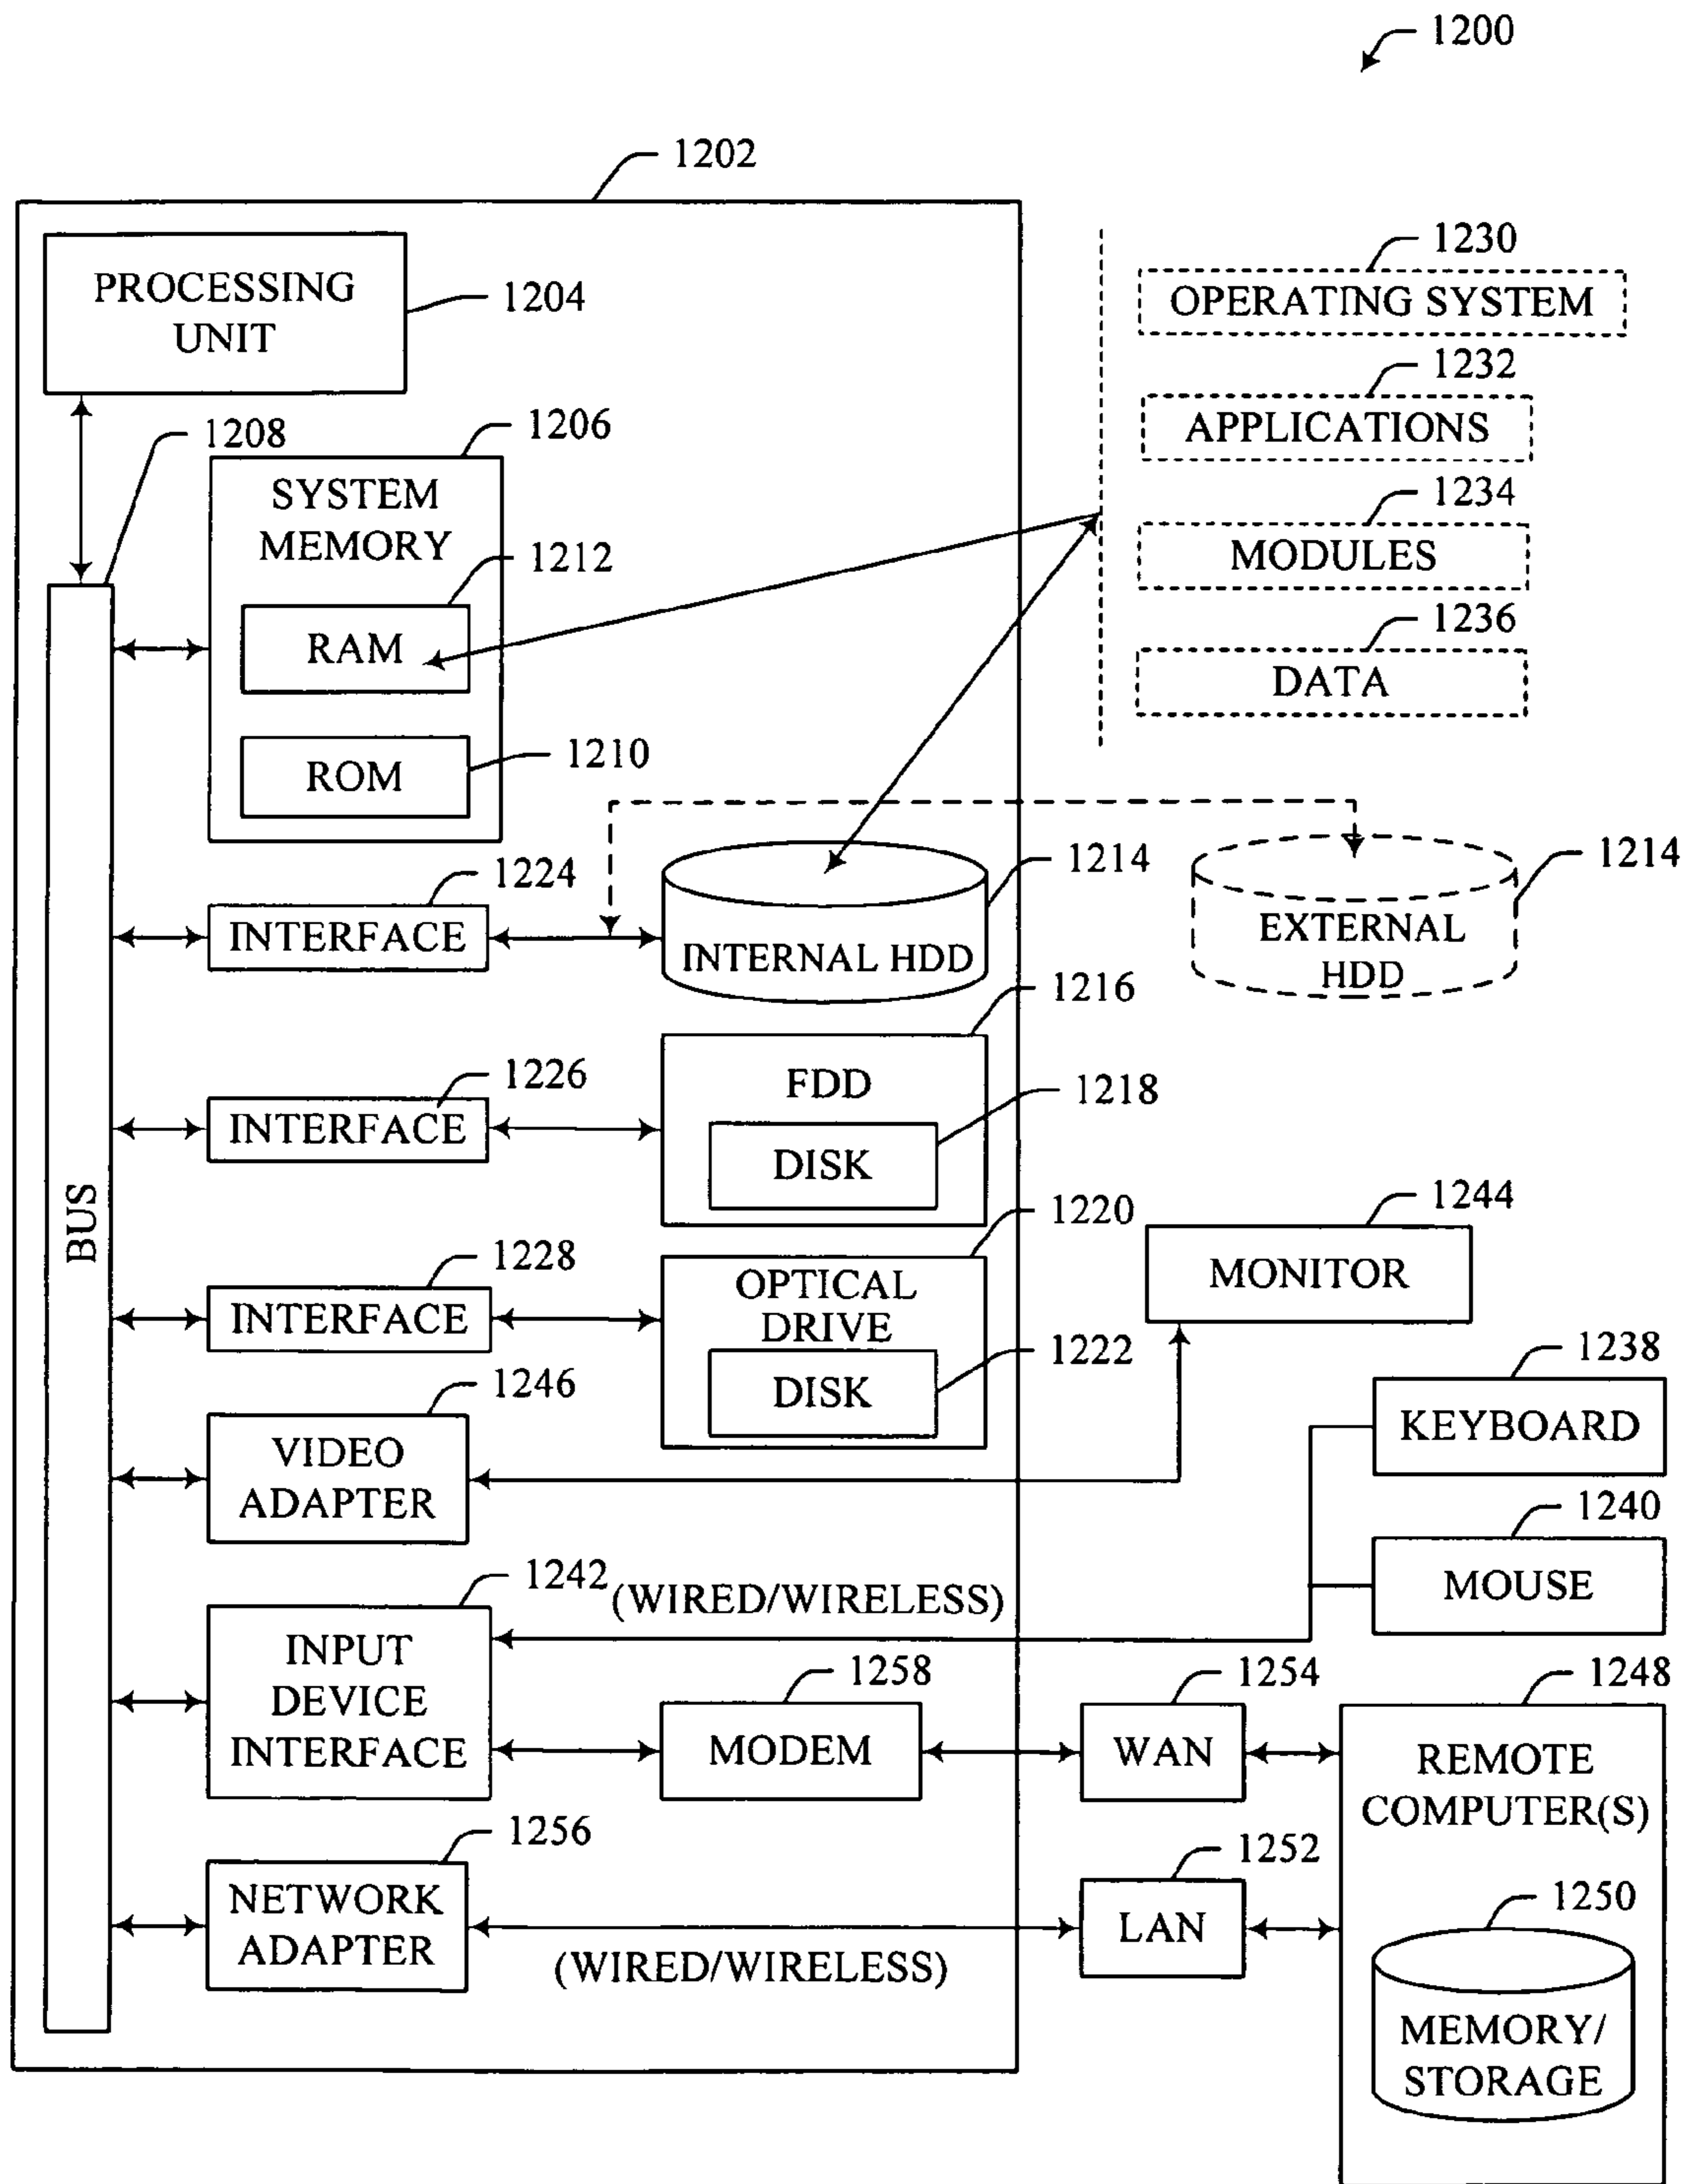 1200
1202
PROCESSING
UNIT
1204
1230
OPERATING SYSTEM
1232
APPLICATIONS
1234
MODULES
1236
DATA
1208
1206
SYSTEM
MEMORY
1212
RAM
1210
ROM
1224
INTERFACE
1214
INTERNAL HDD
1214
EXTERNAL
HDD
1216
FDD
1226
INTERFACE
1218
DISK
BUS
1220
OPTICAL
DRIVE
1228
INTERFACE
1222
DISK
1244
MONITOR
1246
VIDEO
ADAPTER
1238
KEYBOARD
1240
MOUSE
1242
(WIRED/WIRELESS)
INPUT
DEVICE
INTERFACE
1258
MODEM
1254
WAN
1248
REMOTE
COMPUTER(S)
1256
NETWORK
ADAPTER
(WIRED/WIRELESS)
1252
LAN
1250
MEMORY/
STORAGE